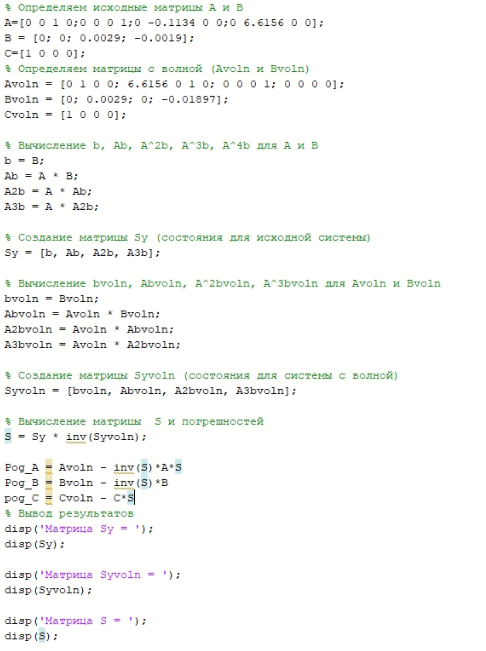 % Определяем исходные матрицы A и B
A=[0 0 1 0;0 0 0 1;0 -0.1134 0 0;0 6.6156 0 0];
B = [0; 0; 0.0029; -0.0019];
C=[1 0 0 0];
% Определяем матрицы с волной (Avoln и Bvoln)
Avoln = [0 1 0 0; 6.6156 0 1 0; 0 0 0 1; 0 0 0 0];
Bvoln = [0; 0.0029; 0; -0.01897];
Cvoln = [1 0 0 0];
% Вычисление b, Ab, A^2b, A^3b, A^4b для A и B
b = B;
Ab = A * B;
A2b = A * Ab;
A3b = A * A2b;
% Создание матрицы Sy (состояния для исходной системы)
Sy = [b, Ab, A2b, A3b];
% Вычисление bvoln, Abvoln, A^2bvoln, A^3bvoln для Avoln и Bvoln
bvoln = Bvoln;
Abvoln = Avoln * Bvoln;
A2bvoln = Avoln * Abvoln;
A3bvoln = Avoln * A2bvoln;
% Создание матрицы Syvoln (состояния для системы с волной)
Syvoln = [bvoln, Abvoln, A2bvoln, A3bvoln];
% Вычисление матрицы  S и погрешностей
S = Sy * inv(Syvoln);
Pog_A = Avoln - inv(S)*A*S
Pog_B = Bvoln - inv(S)*B
pog_C = Cvoln - C*S
% Вывод результатов
disp('Матрица Sy = ');
disp(Sy);
disp('Матрица Syvoln = ');
disp(Syvoln);
disp('Матрица S = ');
disp(S);